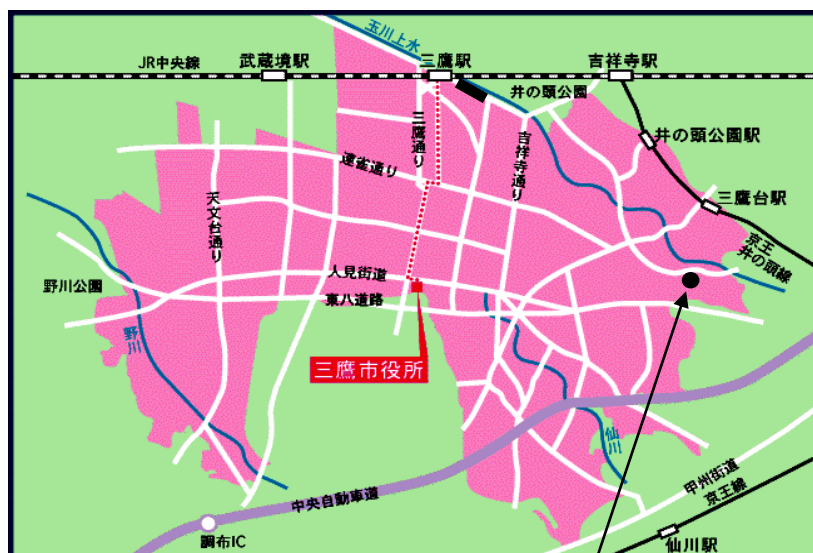 玉川上水
JR中央線
武蔵境駅
三鷹駅
吉祥寺駅
井の頭公園
三鷹通り
吉祥寺通り
井の頭公園駅
連雀通り
三鷹台駅
天文台通り
京王
井の頭線
人見街道
野川公園
東八道路
野川
三鷹市役所
仙川
甲州街道
京王線
中央自動車道
調布IC
仙川駅